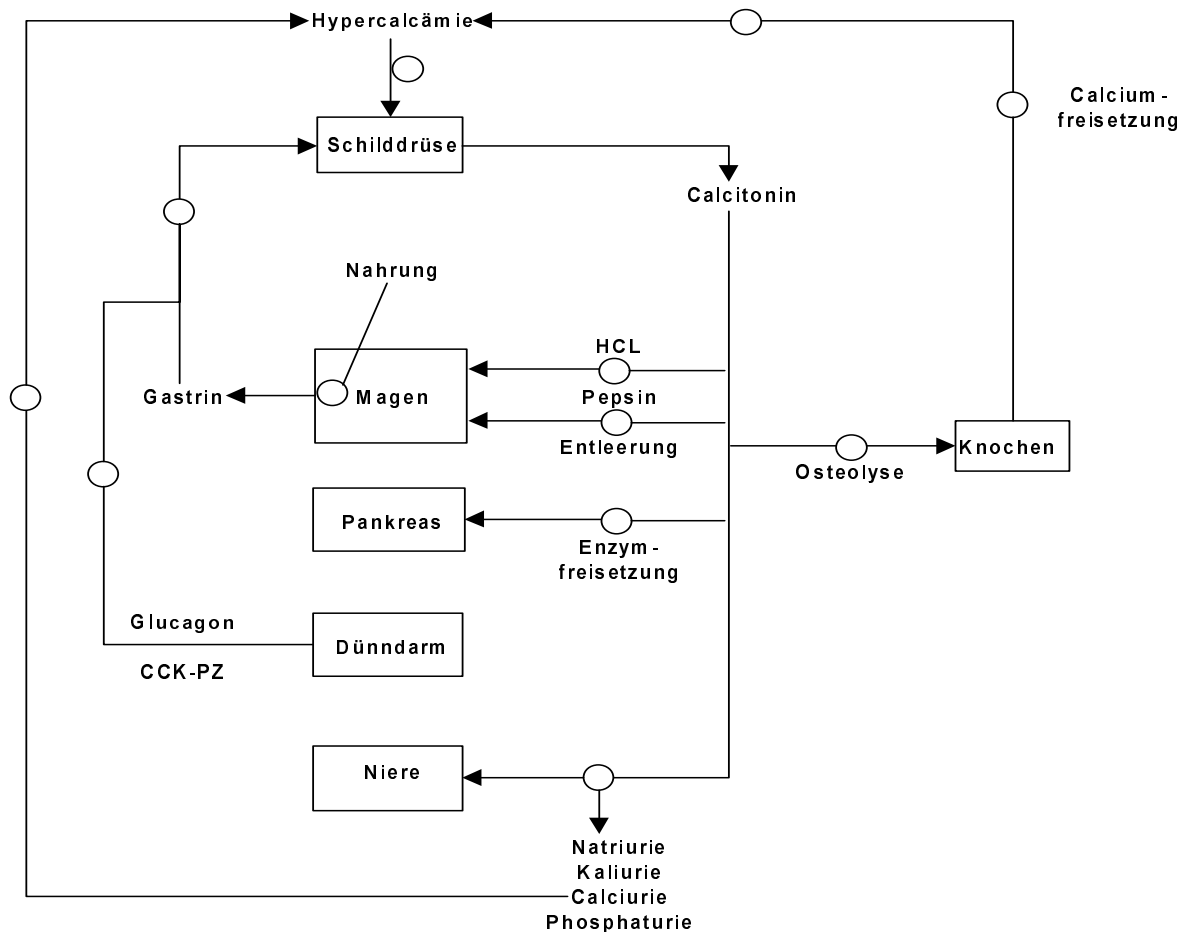 Hypercalcämie
Calcium-
freisetzung
Schilddrüse
Calcitonin
Nahrung
HCL
Magen
Pepsin
Gastrin
Entleerung
Knochen
Osteolyse
Pankreas
Enzym-
freisetzung
Glucagon
Dünndarm
CCK-PZ
Niere
Natriurie
Kaliurie
Calciurie
Phosphaturie